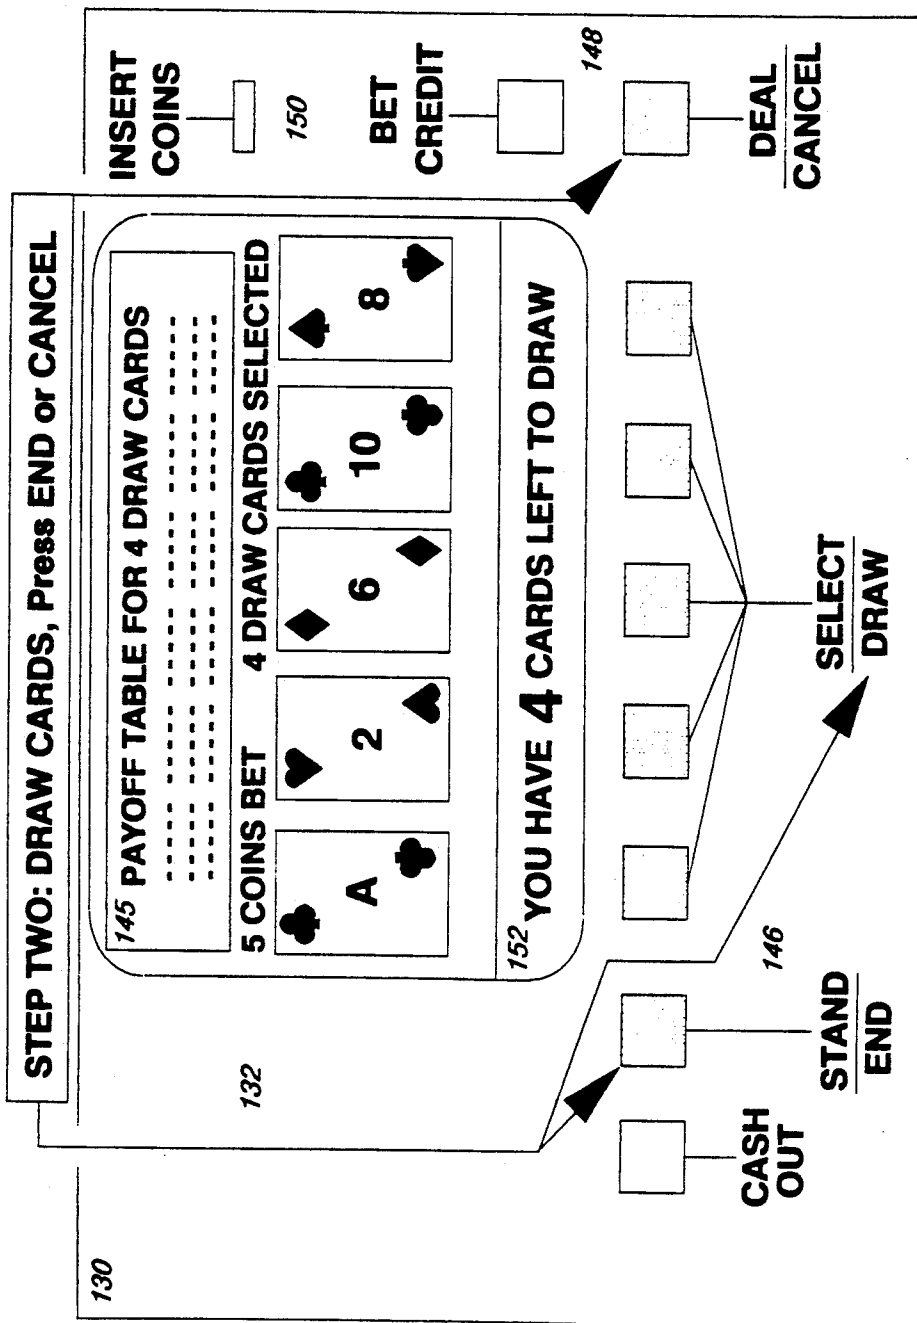 STEP TWO: DRAW CARDS, Press END or CANCEL
130
132
145
PAYOFF TABLE FOR 4 DRAW CARDS
5 COINS BET 4 DRAW CARDS SELECTED
A 2 6 10 8
152
YOU HAVE 4 CARDS LEFT TO DRAW
INSERT
COINS
150
BET
CREDIT
148
CASH
OUT
STAND
END
146
SELECT
DRAW
DEAL
CANCEL